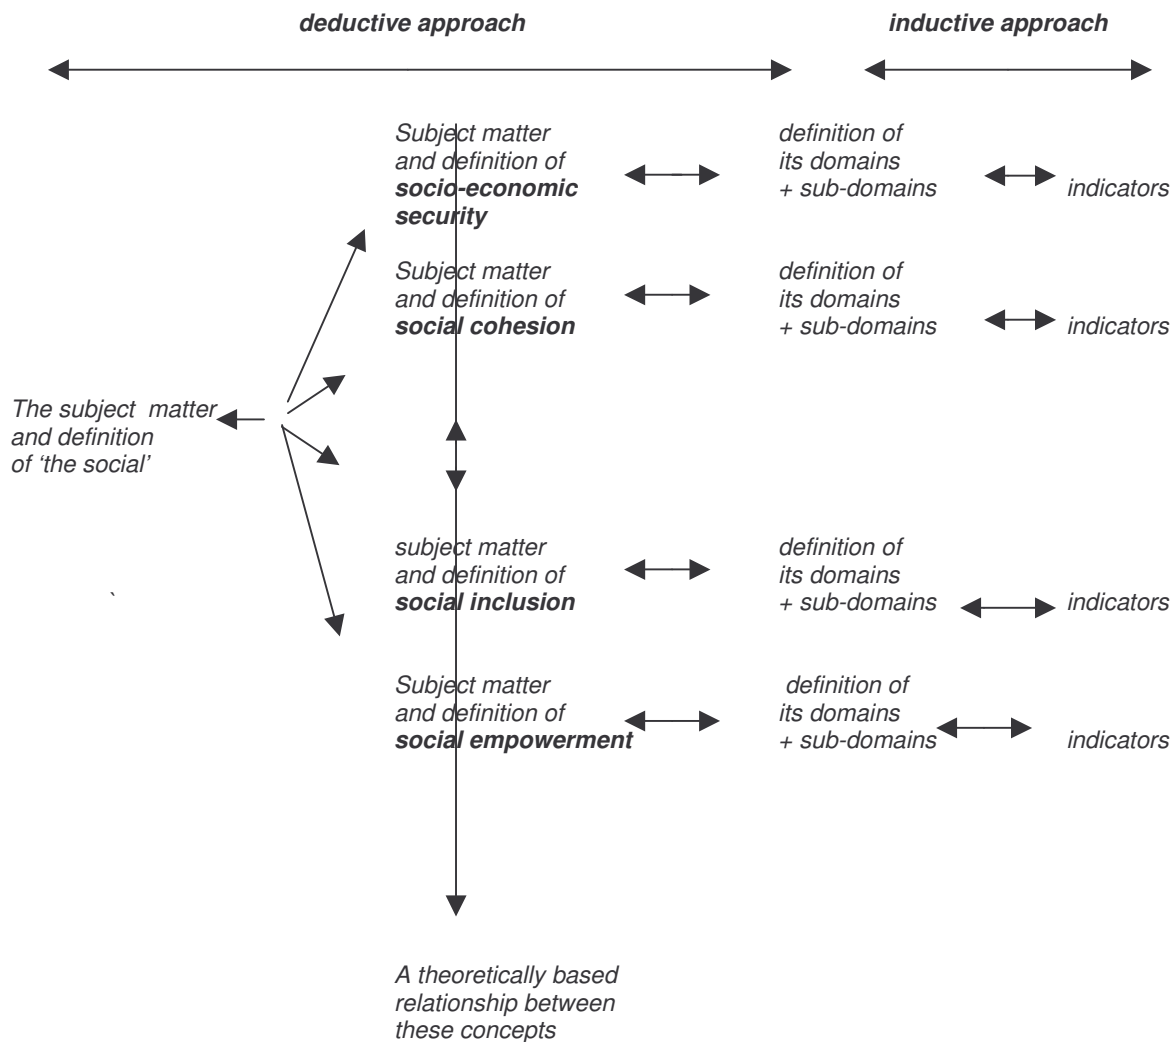 deductive approach
inductive approach
Subject matter
and definition of
socio-economic
security
definition of
its domains
+ sub-domains
indicators
Subject matter
and definition of
social cohesion
definition of
its domains
+ sub-domains
indicators
The subject  matter
and definition
of ‘the social’
subject matter
and definition of
social inclusion
definition of
its domains
+ sub-domains
indicators
`
Subject matter
and definition of
social empowerment
definition of
its domains
+ sub-domains
indicators
A theoretically based
relationship between
these concepts